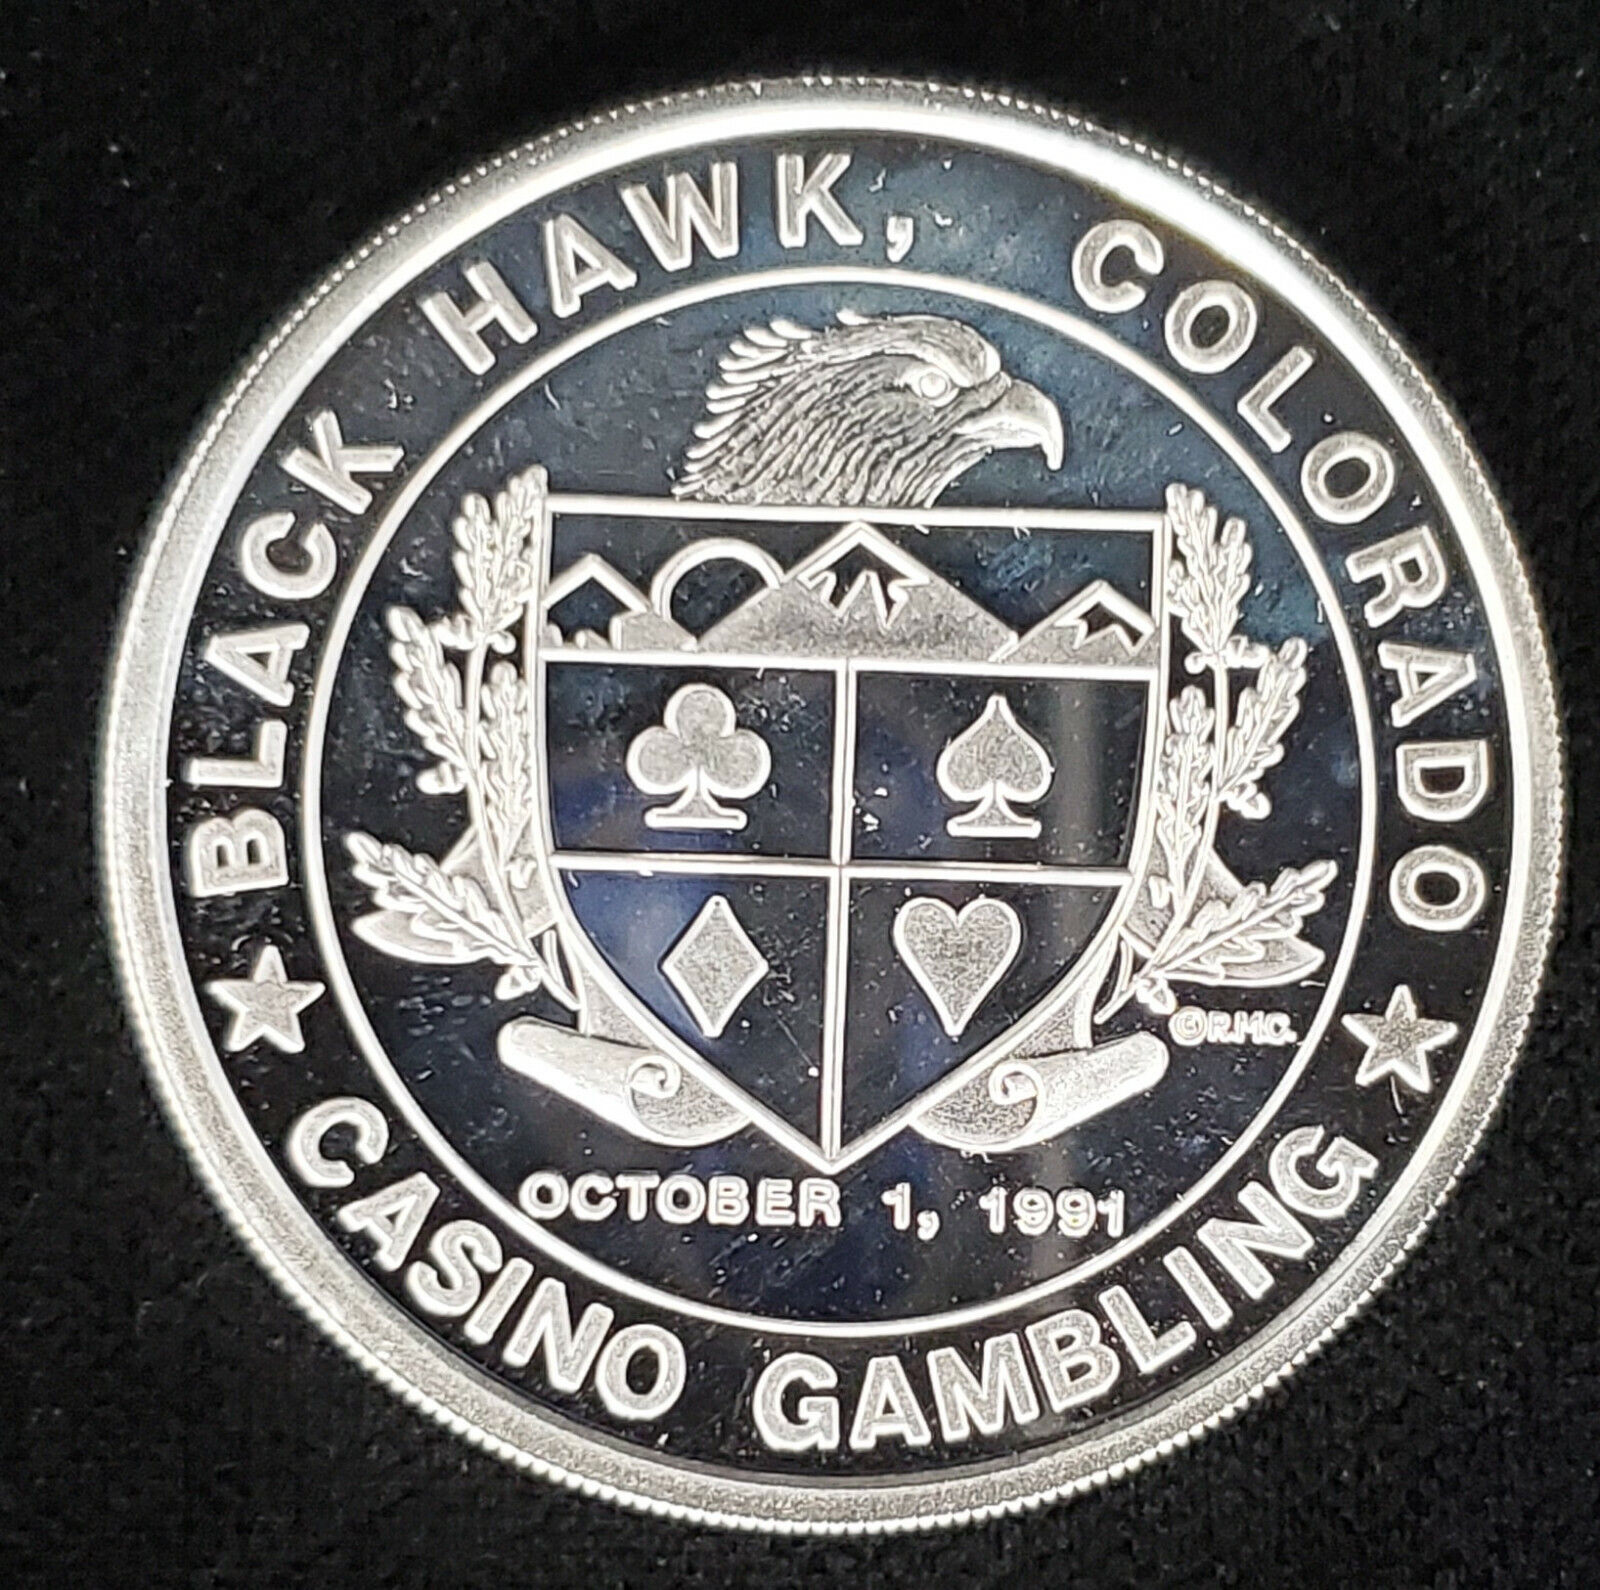 BLACK HAWK, COLORADO
©R.M.C.
OCTOBER 1, 1991
★ CASINO GAMBLING ★